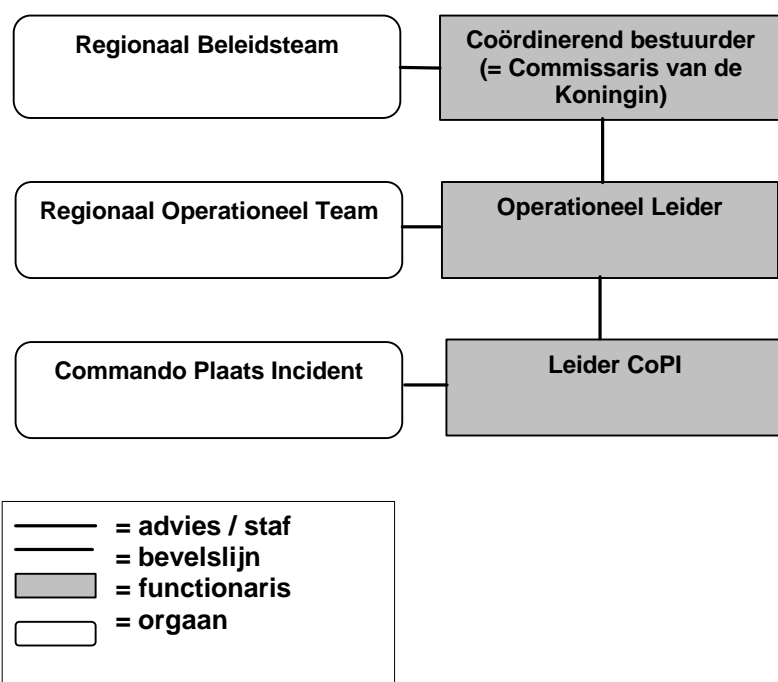 Regionaal Beleidsteam
Coördinerend bestuurder
(= Commissaris van de
Koningin)
Regionaal Operationeel Team
Operationeel Leider
Commando Plaats Incident
Leider CoPI
= advies / staf
= bevelslijn
= functionaris
= orgaan